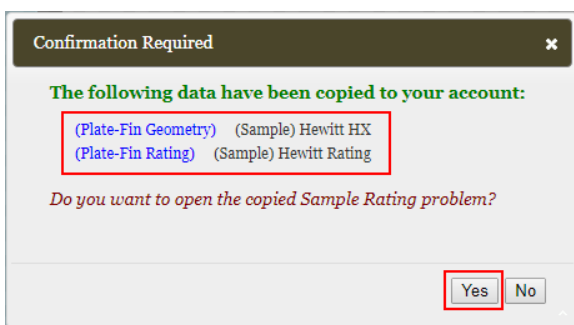 Confirmation Required ×
The following data have been copied to your account:
(Plate-Fin Geometry) (Sample) Hewitt HX
(Plate-Fin Rating) (Sample) Hewitt Rating
Do you want to open the copied Sample Rating problem?
Yes No